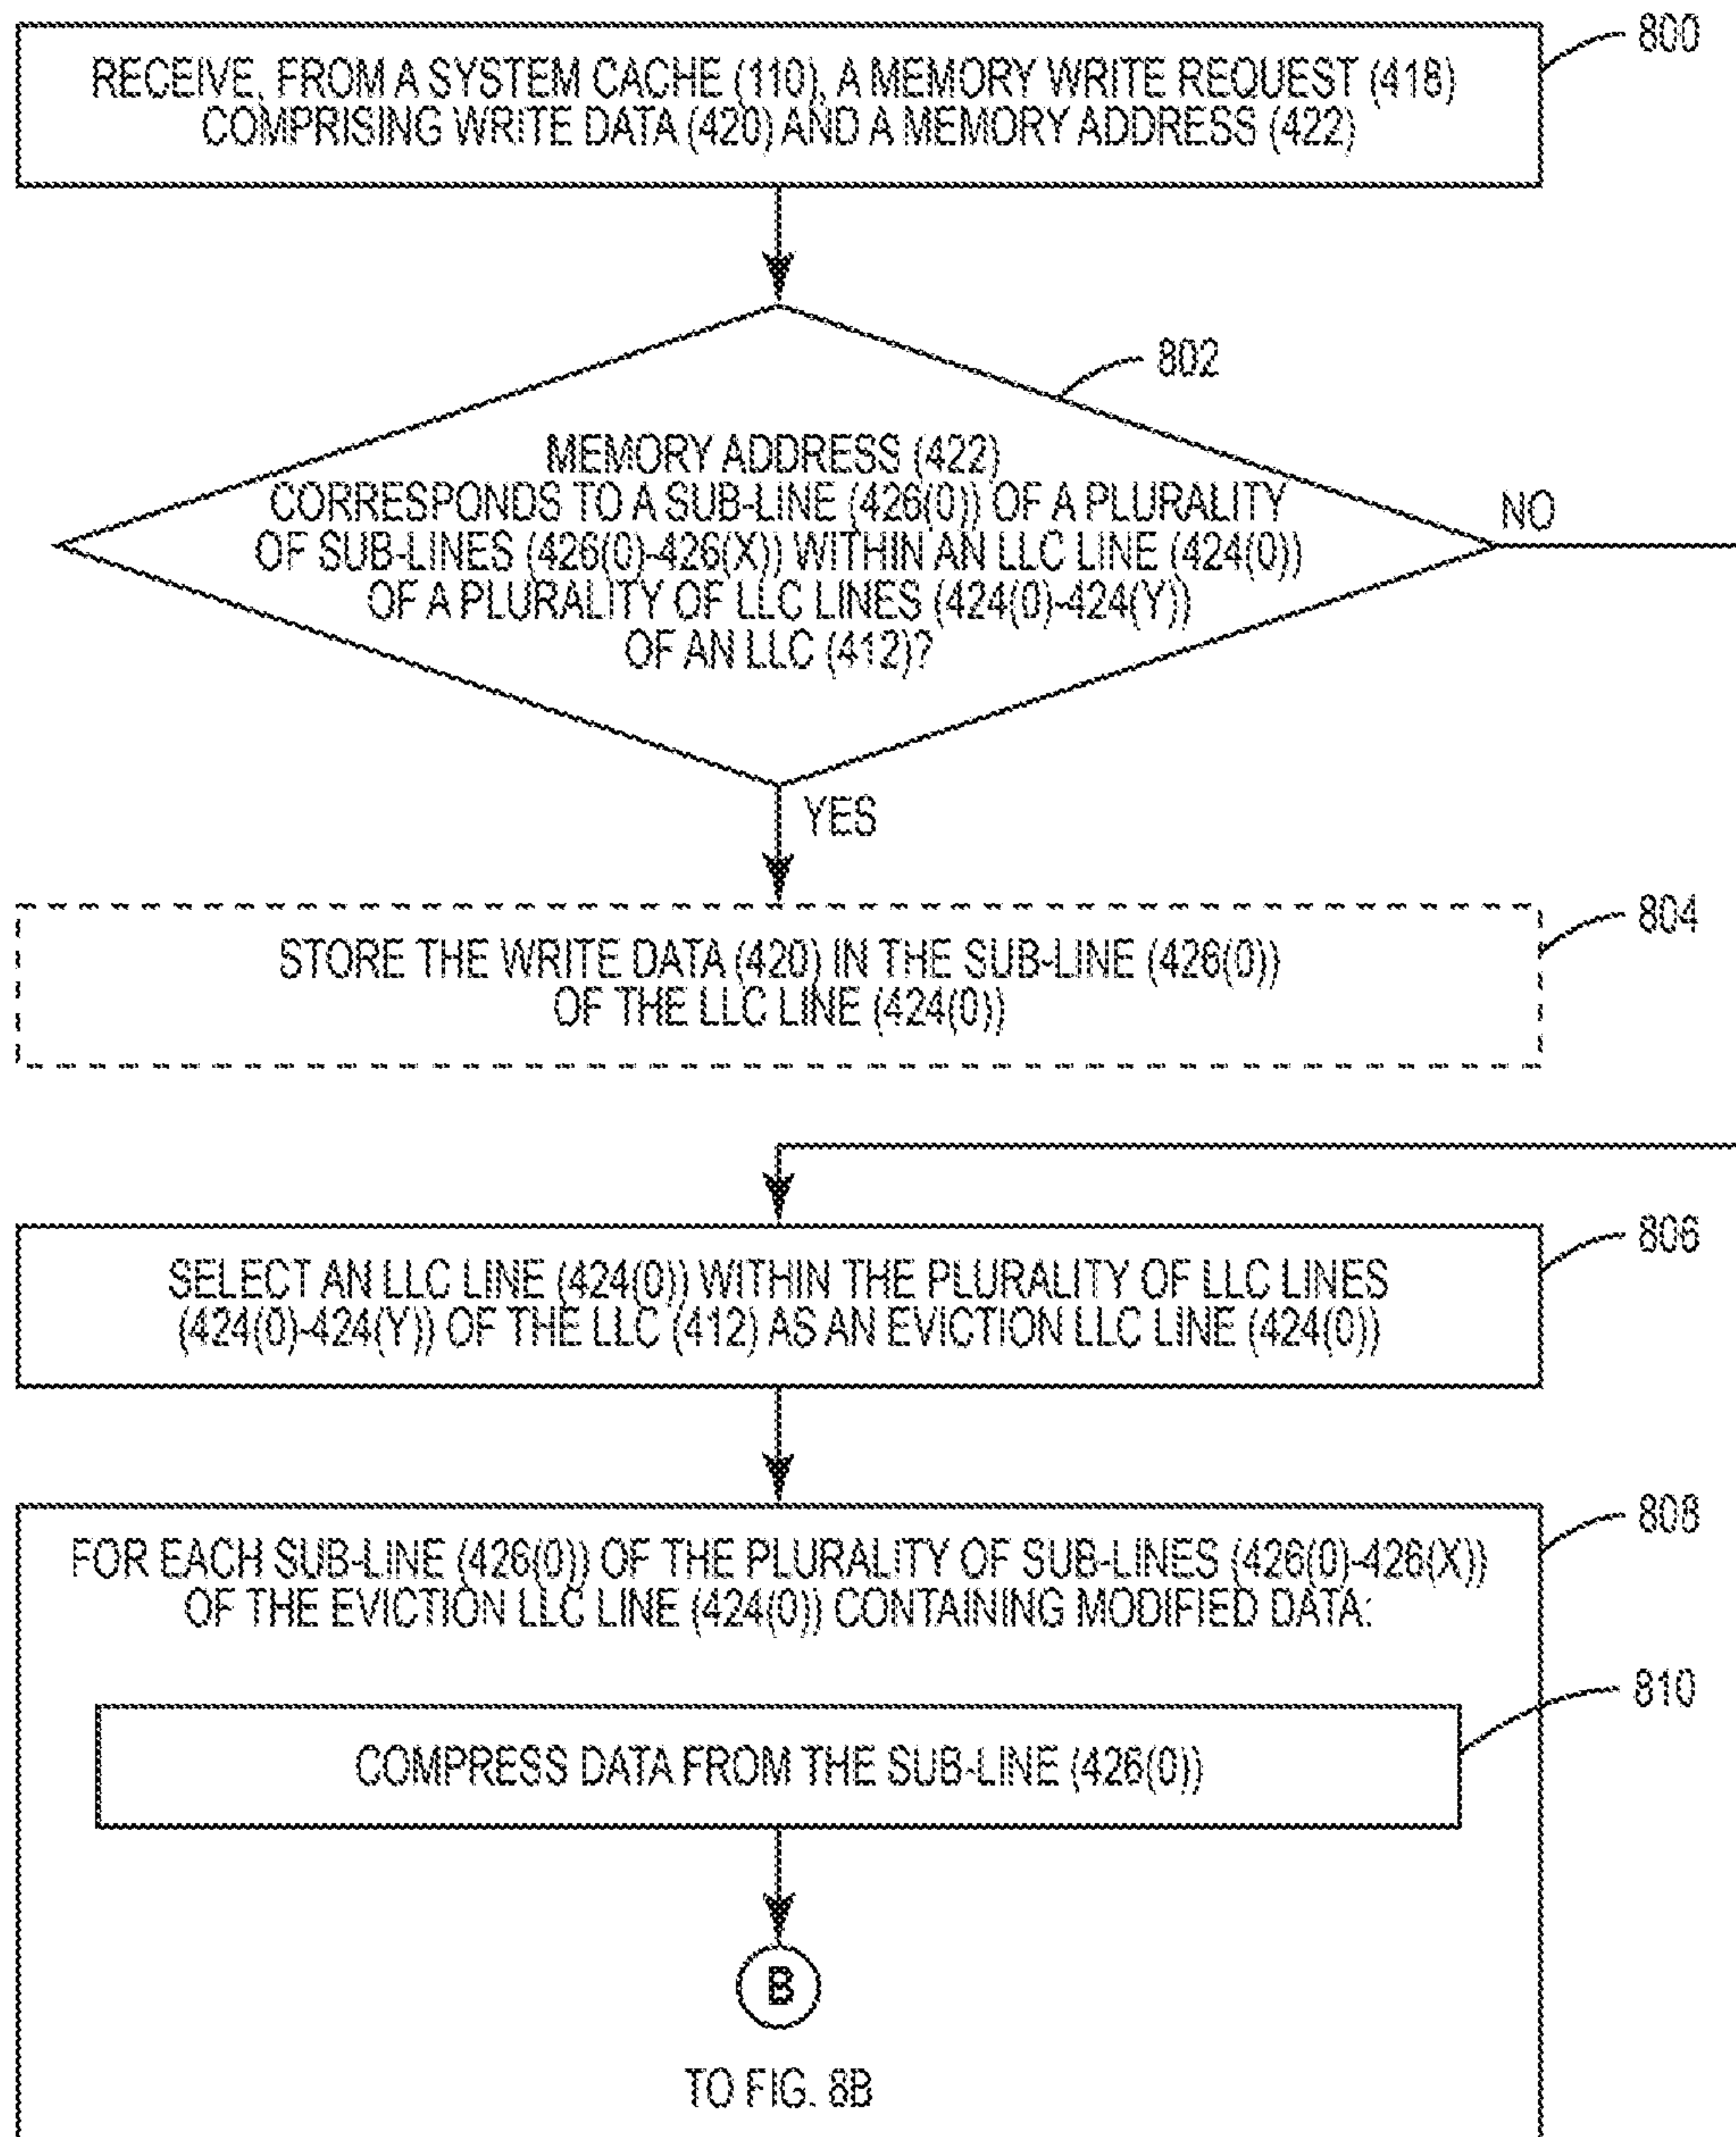 800
RECEIVE, FROM A SYSTEM CACHE (110), A MEMORY WRITE REQUEST (418)
COMPRISING WRITE DATA (420) AND A MEMORY ADDRESS (422)
802
MEMORY ADDRESS (422)
CORRESPONDS TO A SUB-LINE (426(0)) OF A PLURALITY
OF SUB-LINES (426(0)-426(X)) WITHIN AN LLC LINE (424(0))
OF A PLURALITY OF LLC LINES (424(0)-424(Y))
OF AN LLC (412)?
NO
YES
804
STORE THE WRITE DATA (420) IN THE SUB-LINE (426(0))
OF THE LLC LINE (424(0))
806
SELECT AN LLC LINE (424(0)) WITHIN THE PLURALITY OF LLC LINES
(424(0)-424(Y)) OF THE LLC (412) AS AN EVICTION LLC LINE (424(0))
808
FOR EACH SUB-LINE (426(0)) OF THE PLURALITY OF SUB-LINES (426(0)-426(X))
OF THE EVICTION LLC LINE (424(0)) CONTAINING MODIFIED DATA:
810
COMPRESS DATA FROM THE SUB-LINE (426(0))
B
TO FIG. 8B